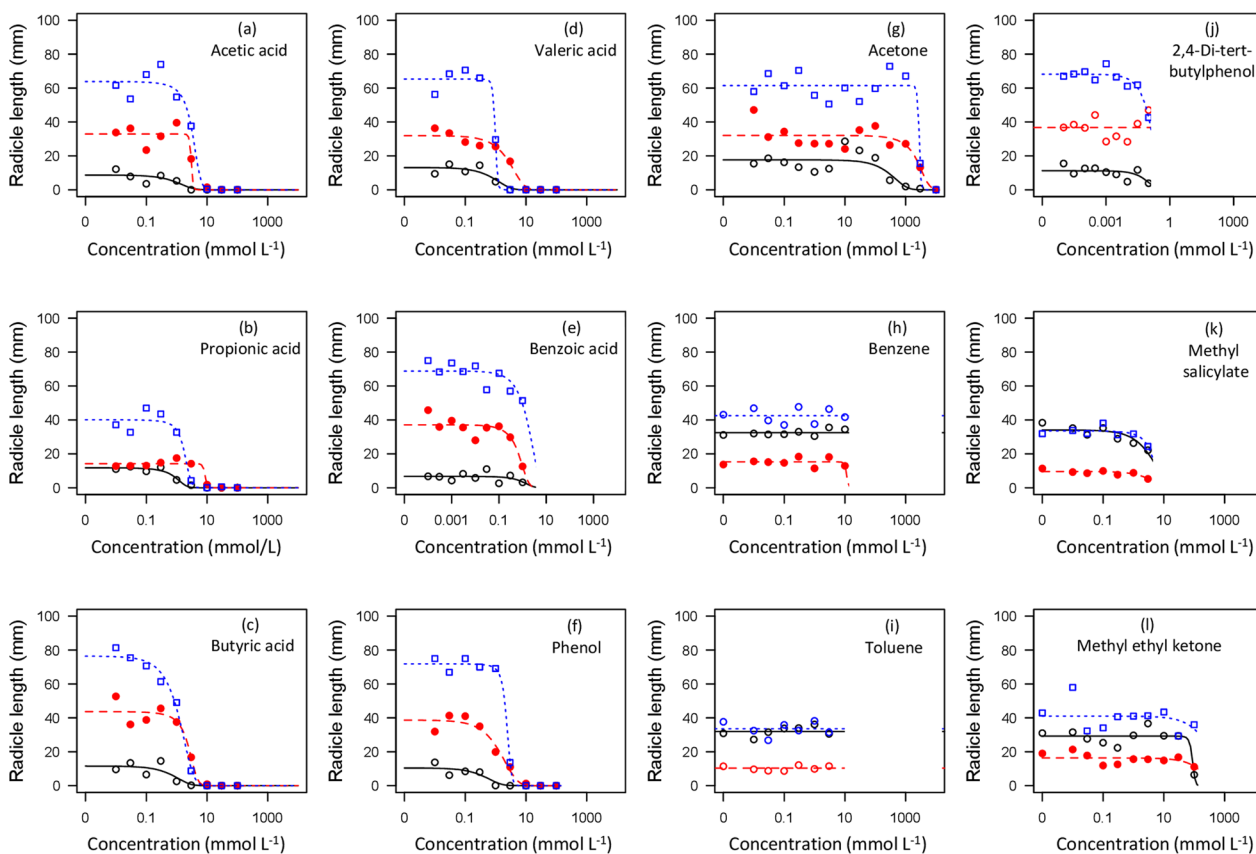 (a)
Acetic acid
Radicle length (mm)
100
80
60
40
20
0
0
0.1
10
1000
Concentration (mmol L-1)
(d)
Valeric acid
Radicle length (mm)
100
80
60
40
20
0
0
0.1
10
1000
Concentration (mmol L-1)
(g)
Acetone
Radicle length (mm)
100
80
60
40
20
0
0
0.1
10
1000
Concentration (mmol L-1)
(j)
2,4-Di-tert-
butylphenol
Radicle length (mm)
100
80
60
40
20
0
0
0.001
1
1000
Concentration (mmol L-1)
(b)
Propionic acid
Radicle length (mm)
100
80
60
40
20
0
0
0.1
10
1000
Concentration (mmol/L)
(e)
Benzoic acid
Radicle length (mm)
100
80
60
40
20
0
0
0.001
0.1
10
1000
Concentration (mmol L-1)
(h)
Benzene
Radicle length (mm)
100
80
60
40
20
0
0
0.1
10
1000
Concentration (mmol L-1)
(k)
Methyl
salicylate
Radicle length (mm)
100
80
60
40
20
0
0
0.1
10
1000
Concentration (mmol L-1)
(c)
Butyric acid
Radicle length (mm)
100
80
60
40
20
0
0
0.1
10
1000
Concentration (mmol L-1)
(f)
Phenol
Radicle length (mm)
100
80
60
40
20
0
0
0.1
10
1000
Concentration (mmol L-1)
(i)
Toluene
Radicle length (mm)
100
80
60
40
20
0
0
0.1
10
1000
Concentration (mmol L-1)
(l)
Methyl ethyl ketone
Radicle length (mm)
100
80
60
40
20
0
0
0.1
10
1000
Concentration (mmol L-1)